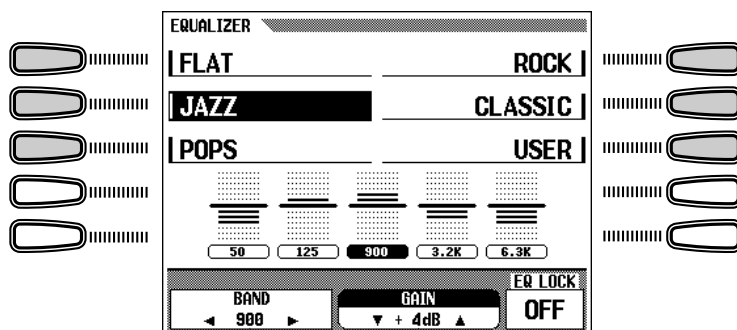 EQUALIZER
FLAT ROCK
JAZZ CLASSIC
POPS USER
50 125 900 3.2K 6.3K
EQ LOCK
BAND GAIN OFF
◄ 900 ► ▼ + 4dB ▲